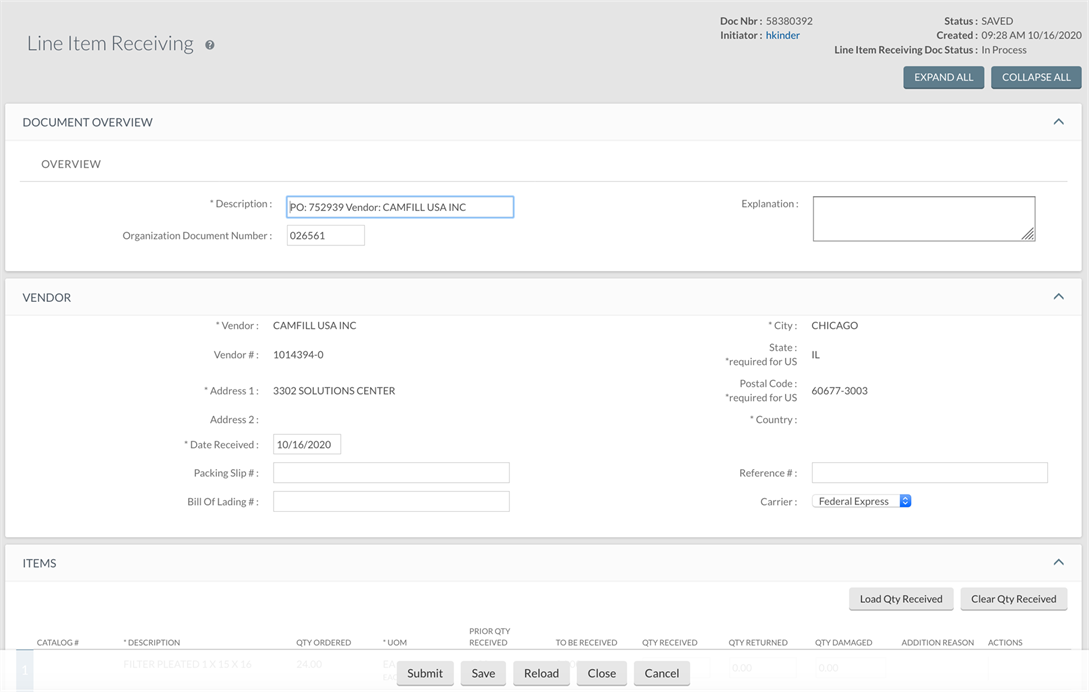 Line Item Receiving ?
Doc Nbr : 58380392 Status : SAVED
Initiator : hkinder Created : 09:28 AM 10/16/2020
Line Item Receiving Doc Status : In Process
EXPAND ALL COLLAPSE ALL
DOCUMENT OVERVIEW
OVERVIEW
* Description : PO: 752939 Vendor: CAMFILL USA INC Explanation :
Organization Document Number : 026561
VENDOR
* Vendor : CAMFILL USA INC * City : CHICAGO
Vendor # : 1014394-0 State : *required for US IL
* Address 1 : 3302 SOLUTIONS CENTER Postal Code : *required for US 60677-3003
Address 2 : * Country :
* Date Received : 10/16/2020
Packing Slip # : Reference # :
Bill Of Lading # : Carrier : Federal Express
ITEMS
Load Qty Received Clear Qty Received
CATALOG # * DESCRIPTION QTY ORDERED * UOM PRIOR QTY RECEIVED TO BE RECEIVED QTY RECEIVED QTY RETURNED QTY DAMAGED ADDITION REASON ACTIONS
1 FILTER PLEATED 1 X 15 X 16 24.00 EA 0.00 0.00
Submit Save Reload Close Cancel